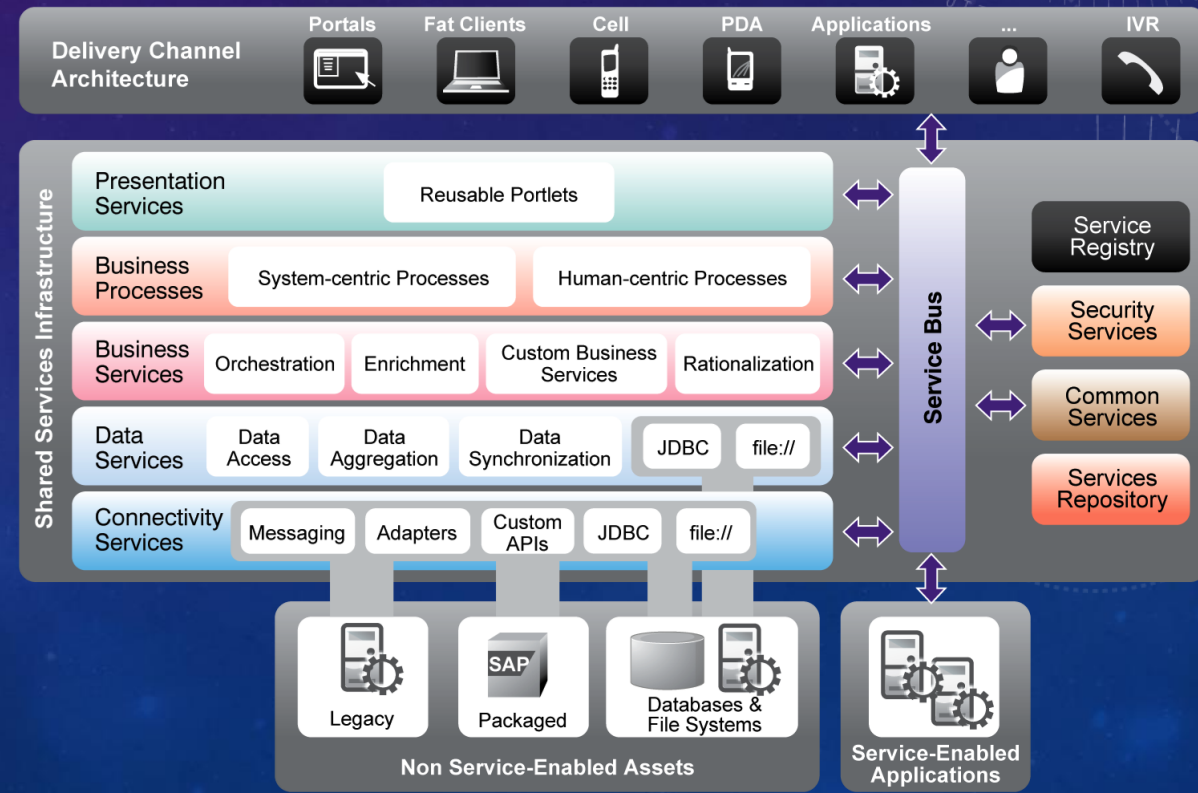 Portals
Fat Clients
Cell
PDA
Applications
...
IVR
Delivery Channel
Architecture
Shared Services Infrastructure
Presentation
Services
Reusable Portlets
Business
Processes
System-centric Processes
Human-centric Processes
Business
Services
Orchestration
Enrichment
Custom Business
Services
Rationalization
Data
Services
Data
Access
Data
Aggregation
Data
Synchronization
JDBC
file://
Connectivity
Services
Messaging
Adapters
Custom
APIs
JDBC
file://
Service Bus
Service
Registry
Security
Services
Common
Services
Services
Repository
Legacy
SAP
Packaged
Databases &
File Systems
Non Service-Enabled Assets
Service-Enabled
Applications